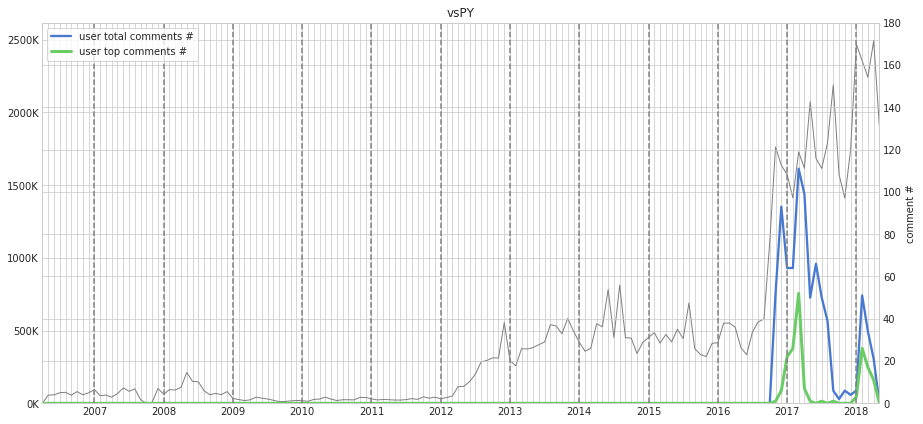 vsPY
user total comments #
user top comments #
2500K
2000K
1500K
1000K
500K
0K
180
160
140
120
100
80
60
40
20
0
comment #
2007 2008 2009 2010 2011 2012 2013 2014 2015 2016 2017 2018